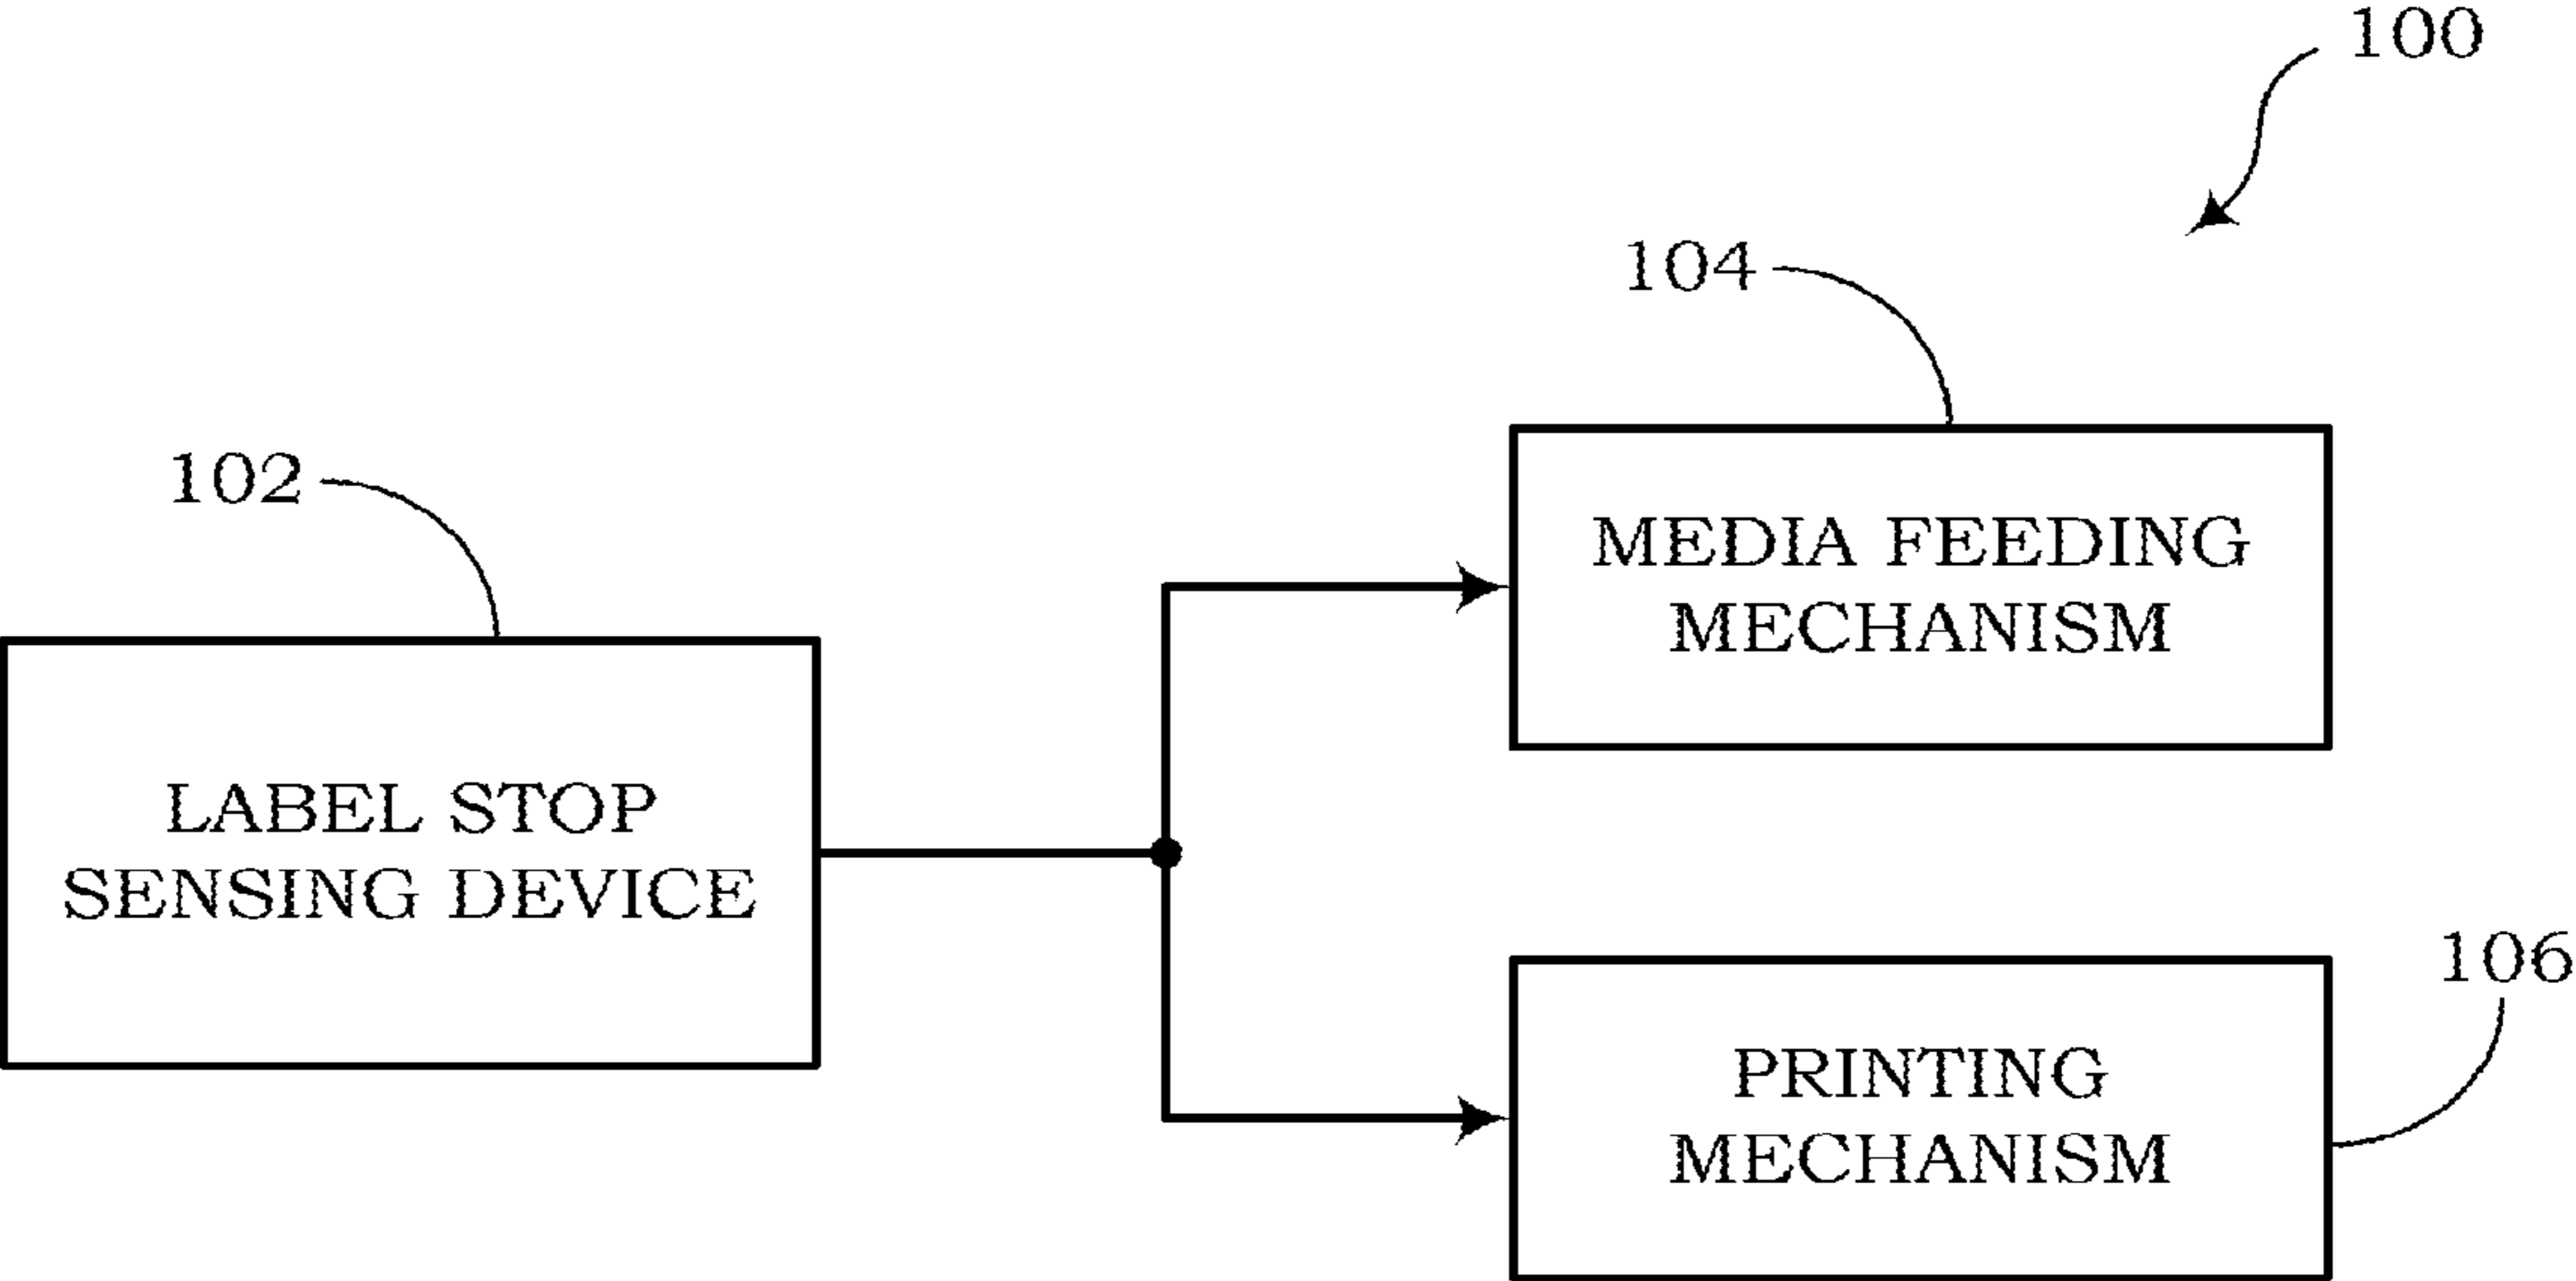 100
104
102
MEDIA FEEDING
MECHANISM
LABEL STOP
SENSING DEVICE
106
PRINTING
MECHANISM